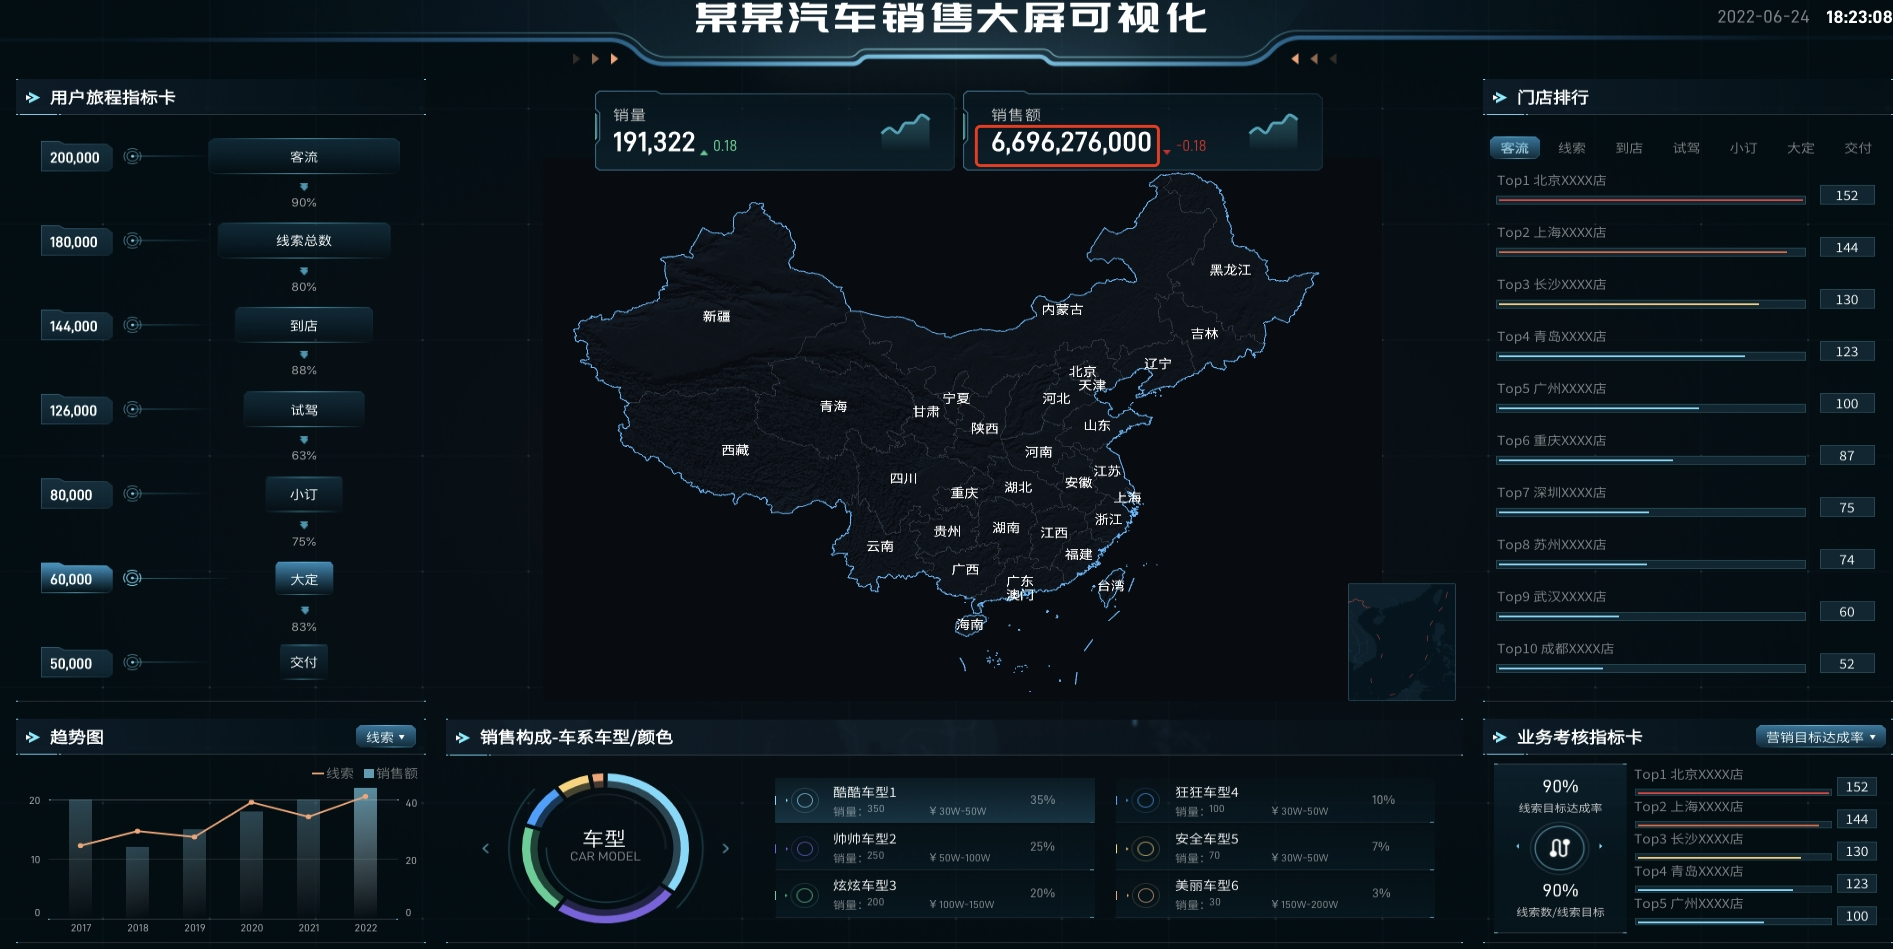 某某汽车销售大屏可视化
2022-06-24 18:23:08
用户旅程指标卡
200,000 客流
90%
180,000 线索总数
80%
144,000 到店
88%
126,000 试驾
63%
80,000 小订
75%
60,000 大定
83%
50,000 交付
销量
191,322 0.18
销售额
6,696,276,000 -0.18
黑龙江
内蒙古
新疆
吉林
辽宁
北京
天津
宁夏
河北
青海
甘肃
陕西
山东
西藏
河南
江苏
四川
安徽
重庆
湖北
上海
浙江
贵州
湖南
江西
云南
福建
广西
广东
台湾
澳门
海南
门店排行
客流 线索 到店 试驾 小订 大定 交付
Top1 北京XXXX店 152
Top2 上海XXXX店 144
Top3 长沙XXXX店 130
Top4 青岛XXXX店 123
Top5 广州XXXX店 100
Top6 重庆XXXX店 87
Top7 深圳XXXX店 75
Top8 苏州XXXX店 74
Top9 武汉XXXX店 60
Top10 成都XXXX店 52
趋势图 线索
线索 销售额
20 40
10 20
0 0
2017 2018 2019 2020 2021 2022
销售构成-车系车型/颜色
车型
CAR MODEL
酷酷车型1
销量：350 ¥ 30W-50W 35%
帅帅车型2
销量：250 ¥ 50W-100W 25%
炫炫车型3
销量：200 ¥ 100W-150W 20%
狂狂车型4
销量：100 ¥ 30W-50W 10%
安全车型5
销量：70 ¥ 30W-50W 7%
美丽车型6
销量：30 ¥ 150W-200W 3%
业务考核指标卡 营销目标达成率
90%
线索目标达成率
90%
线索数/线索目标
Top1 北京XXXX店 152
Top2 上海XXXX店 144
Top3 长沙XXXX店 130
Top4 青岛XXXX店 123
Top5 广州XXXX店 100